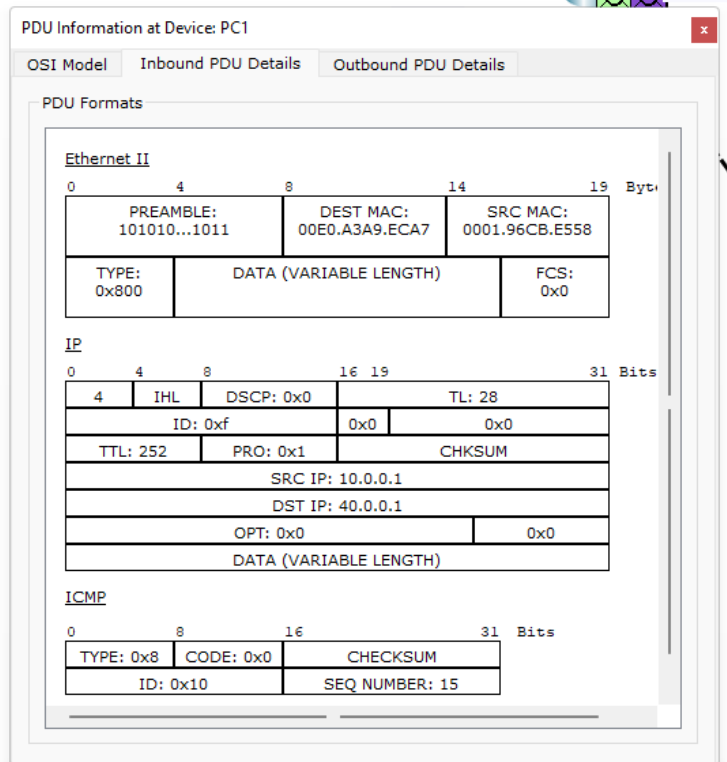 PDU Information at Device: PC1 x
OSI Model Inbound PDU Details Outbound PDU Details
PDU Formats
Ethernet II
0 4 8 14 19 Byte
PREAMBLE: DEST MAC: SRC MAC:
101010...1011 00E0.A3A9.ECA7 0001.96CB.E558
TYPE: DATA (VARIABLE LENGTH) FCS:
0x800 0x0
IP
0 4 8 16 19 31 Bits
4 IHL DSCP: 0x0 TL: 28
ID: 0xf 0x0 0x0
TTL: 252 PRO: 0x1 CHKSUM
SRC IP: 10.0.0.1
DST IP: 40.0.0.1
OPT: 0x0 0x0
DATA (VARIABLE LENGTH)
ICMP
0 8 16 31 Bits
TYPE: 0x8 CODE: 0x0 CHECKSUM
ID: 0x10 SEQ NUMBER: 15